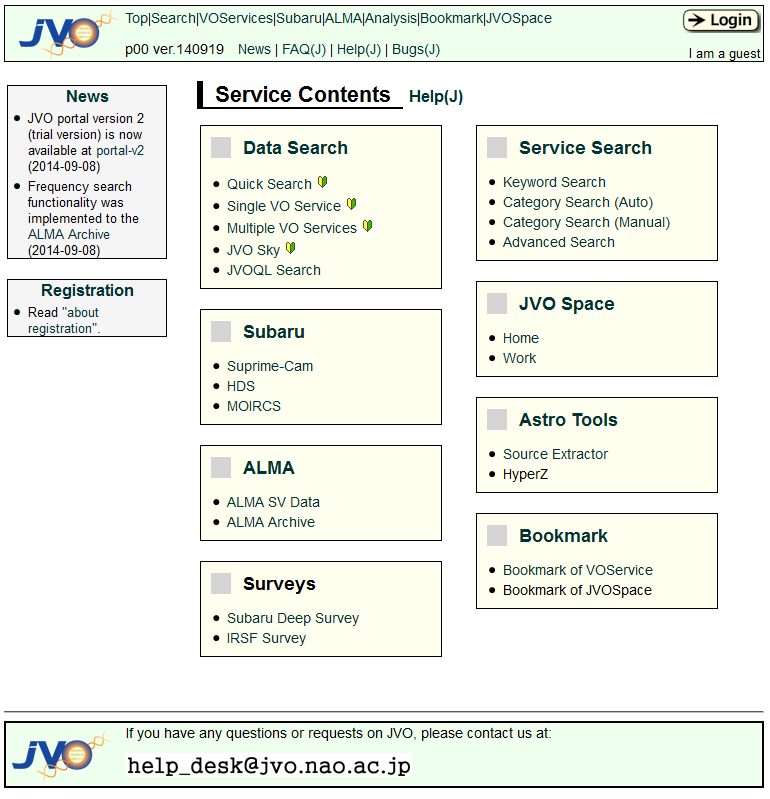 JVO
Top|Search|VOServices|Subaru|ALMA|Analysis|Bookmark|JVOSpace
Login
p00 ver.140919 News | FAQ(J) | Help(J) | Bugs(J)
I am a guest
News
JVO portal version 2
(trial version) is now
available at portal-v2
(2014-09-08)
Frequency search
functionality was
implemented to the
ALMA Archive
(2014-09-08)
Registration
Read "about
registration".
Service Contents Help(J)
Data Search
Quick Search
Single VO Service
Multiple VO Services
JVO Sky
JVOQL Search
Subaru
Suprime-Cam
HDS
MOIRCS
ALMA
ALMA SV Data
ALMA Archive
Surveys
Subaru Deep Survey
IRSF Survey
Service Search
Keyword Search
Category Search (Auto)
Category Search (Manual)
Advanced Search
JVO Space
Home
Work
Astro Tools
Source Extractor
HyperZ
Bookmark
Bookmark of VOService
Bookmark of JVOSpace
JVO
If you have any questions or requests on JVO, please contact us at:
help_desk@jvo.nao.ac.jp